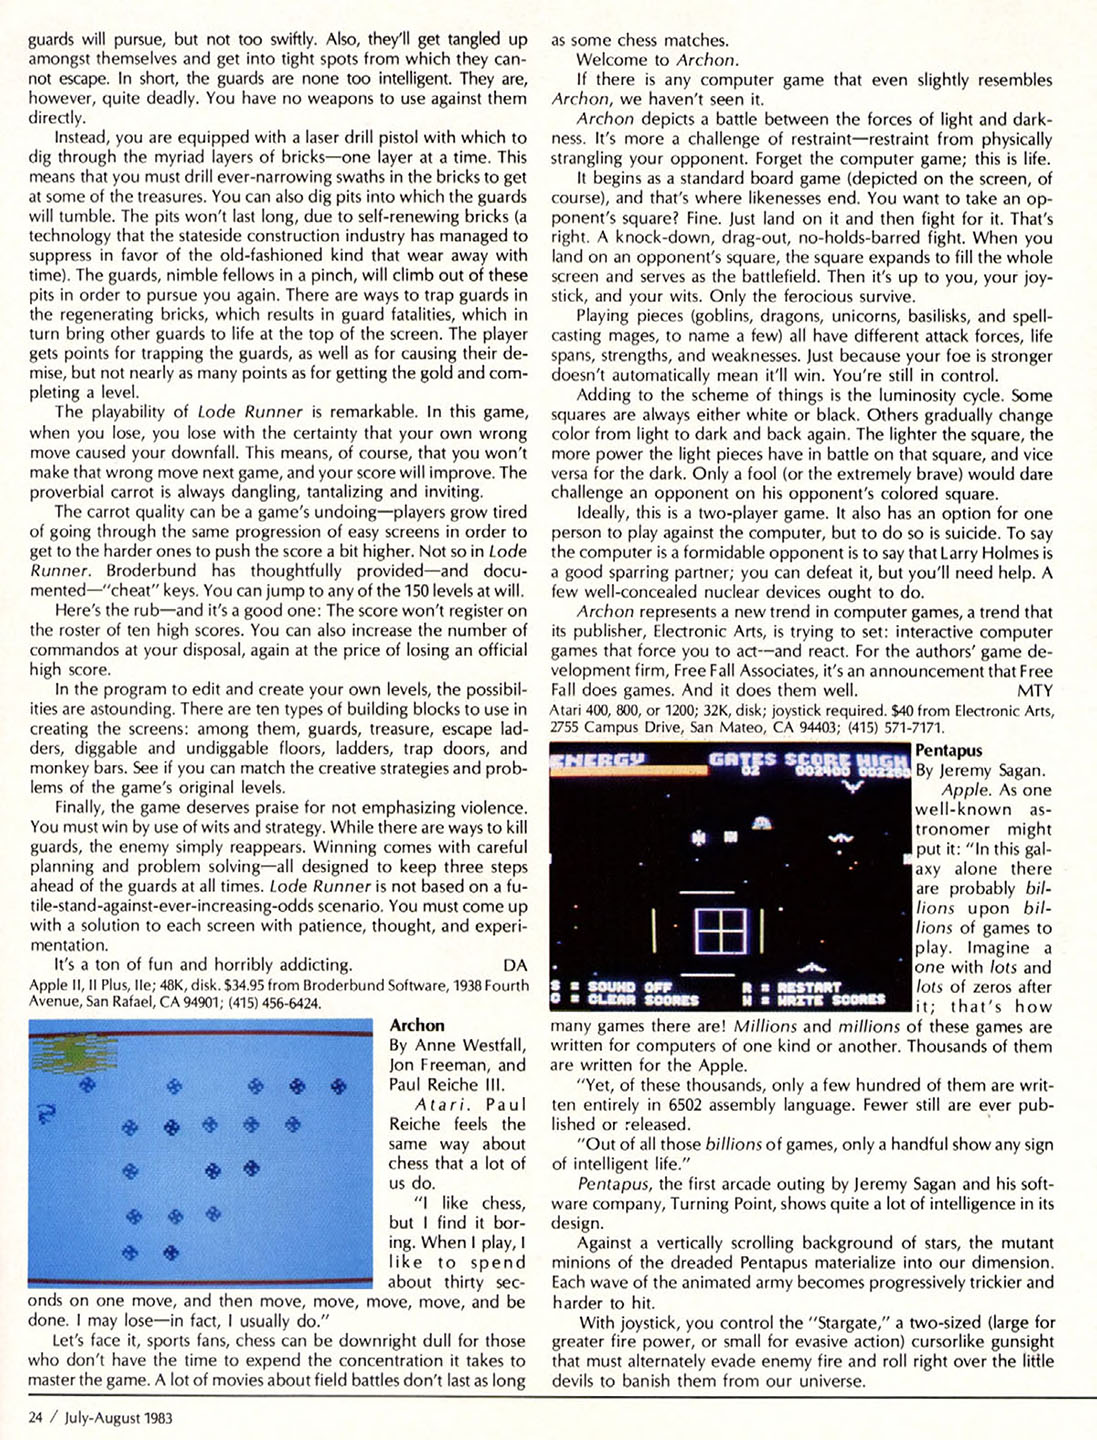 guards will pursue, but not too swiftly. Also, they'll get tangled up
amongst themselves and get into tight spots from which they can-
not escape. In short, the guards are none too intelligent. They are,
however, quite deadly. You have no weapons to use against them
directly.
Instead, you are equipped with a laser drill pistol with which to
dig through the myriad layers of bricks—one layer at a time. This
means that you must drill ever-narrowing swaths in the bricks to get
at some of the treasures. You can also dig pits into which the guards
will tumble. The pits won't last long, due to self-renewing bricks (a
technology that the stateside construction industry has managed to
suppress in favor of the old-fashioned kind that wear away with
time). The guards, nimble fellows in a pinch, will climb out of these
pits in order to pursue you again. There are ways to trap guards in
the regenerating bricks, which results in guard fatalities, which in
turn bring other guards to life at the top of the screen. The player
gets points for trapping the guards, as well as for causing their de-
mise, but not nearly as many points as for getting the gold and com-
pleting a level.
The playability of Lode Runner is remarkable. In this game,
when you lose, you lose with the certainty that your own wrong
move caused your downfall. This means, of course, that you won't
make that wrong move next game, and your score will improve. The
proverbial carrot is always dangling, tantalizing and inviting.
The carrot quality can be a game's undoing—players grow tired
of going through the same progression of easy screens in order to
get to the harder ones to push the score a bit higher. Not so in Lode
Runner. Broderbund has thoughtfully provided—and docu-
mented—"cheat" keys. You can jump to any of the 150 levels at will.
Here's the rub—and it's a good one: The score won't register on
the roster of ten high scores. You can also increase the number of
commandos at your disposal, again at the price of losing an official
high score.
In the program to edit and create your own levels, the possibil-
ities are astounding. There are ten types of building blocks to use in
creating the screens: among them, guards, treasure, escape lad-
ders, diggable and undiggable floors, ladders, trap doors, and
monkey bars. See if you can match the creative strategies and prob-
lems of the game's original levels.
Finally, the game deserves praise for not emphasizing violence.
You must win by use of wits and strategy. While there are ways to kill
guards, the enemy simply reappears. Winning comes with careful
planning and problem solving—all designed to keep three steps
ahead of the guards at all times. Lode Runner is not based on a fu-
tile-stand-against-ever-increasing-odds scenario. You must come up
with a solution to each screen with patience, thought, and experi-
mentation.
It's a ton of fun and horribly addicting. DA
Apple II, II Plus, IIe; 48K, disk. $34.95 from Broderbund Software, 1938 Fourth
Avenue, San Rafael, CA 94901; (415) 456-6424.
Archon
By Anne Westfall,
Jon Freeman, and
Paul Reiche III.
Atari. Paul
Reiche feels the
same way about
chess that a lot of
us do.
"I like chess,
but I find it bor-
ing. When I play, I
like to spend
about thirty sec-
onds on one move, and then move, move, move, move, and be
done. I may lose—in fact, I usually do."
Let's face it, sports fans, chess can be downright dull for those
who don't have the time to expend the concentration it takes to
master the game. A lot of movies about field battles don't last as long
as some chess matches.
Welcome to Archon.
If there is any computer game that even slightly resembles
Archon, we haven't seen it.
Archon depicts a battle between the forces of light and dark-
ness. It's more a challenge of restraint—restraint from physically
strangling your opponent. Forget the computer game; this is life.
It begins as a standard board game (depicted on the screen, of
course), and that's where likenesses end. You want to take an op-
ponent's square? Fine. Just land on it and then fight for it. That's
right. A knock-down, drag-out, no-holds-barred fight. When you
land on an opponent's square, the square expands to fill the whole
screen and serves as the battlefield. Then it's up to you, your joy-
stick, and your wits. Only the ferocious survive.
Playing pieces (goblins, dragons, unicorns, basilisks, and spell-
casting mages, to name a few) all have different attack forces, life
spans, strengths, and weaknesses. Just because your foe is stronger
doesn't automatically mean it'll win. You're still in control.
Adding to the scheme of things is the luminosity cycle. Some
squares are always either white or black. Others gradually change
color from light to dark and back again. The lighter the square, the
more power the light pieces have in battle on that square, and vice
versa for the dark. Only a fool (or the extremely brave) would dare
challenge an opponent on his opponent's colored square.
Ideally, this is a two-player game. It also has an option for one
person to play against the computer, but to do so is suicide. To say
the computer is a formidable opponent is to say that Larry Holmes is
a good sparring partner; you can defeat it, but you'll need help. A
few well-concealed nuclear devices ought to do.
Archon represents a new trend in computer games, a trend that
its publisher, Electronic Arts, is trying to set: interactive computer
games that force you to act—and react. For the authors' game de-
velopment firm, Free Fall Associates, it's an announcement that Free
Fall does games. And it does them well. MTY
Atari 400, 800, or 1200; 32K, disk; joystick required. $40 from Electronic Arts,
2755 Campus Drive, San Mateo, CA 94403; (415) 571-7171.
ENERGY GATES SCORE HIGH
02 002400 002200
S = SOUND OFF R = RESTART
C = CLEAR SCORES W = WRITE SCORES
Pentapus
By Jeremy Sagan.
Apple. As one
well-known as-
tronomer might
put it: "In this gal-
axy alone there
are probably bil-
lions upon bil-
lions of games to
play. Imagine a
one with lots and
lots of zeros after
it; that's how
many games there are! Millions and millions of these games are
written for computers of one kind or another. Thousands of them
are written for the Apple.
"Yet, of these thousands, only a few hundred of them are writ-
ten entirely in 6502 assembly language. Fewer still are ever pub-
lished or released.
"Out of all those billions of games, only a handful show any sign
of intelligent life."
Pentapus, the first arcade outing by Jeremy Sagan and his soft-
ware company, Turning Point, shows quite a lot of intelligence in its
design.
Against a vertically scrolling background of stars, the mutant
minions of the dreaded Pentapus materialize into our dimension.
Each wave of the animated army becomes progressively trickier and
harder to hit.
With joystick, you control the "Stargate," a two-sized (large for
greater fire power, or small for evasive action) cursorlike gunsight
that must alternately evade enemy fire and roll right over the little
devils to banish them from our universe.
24 / July-August 1983